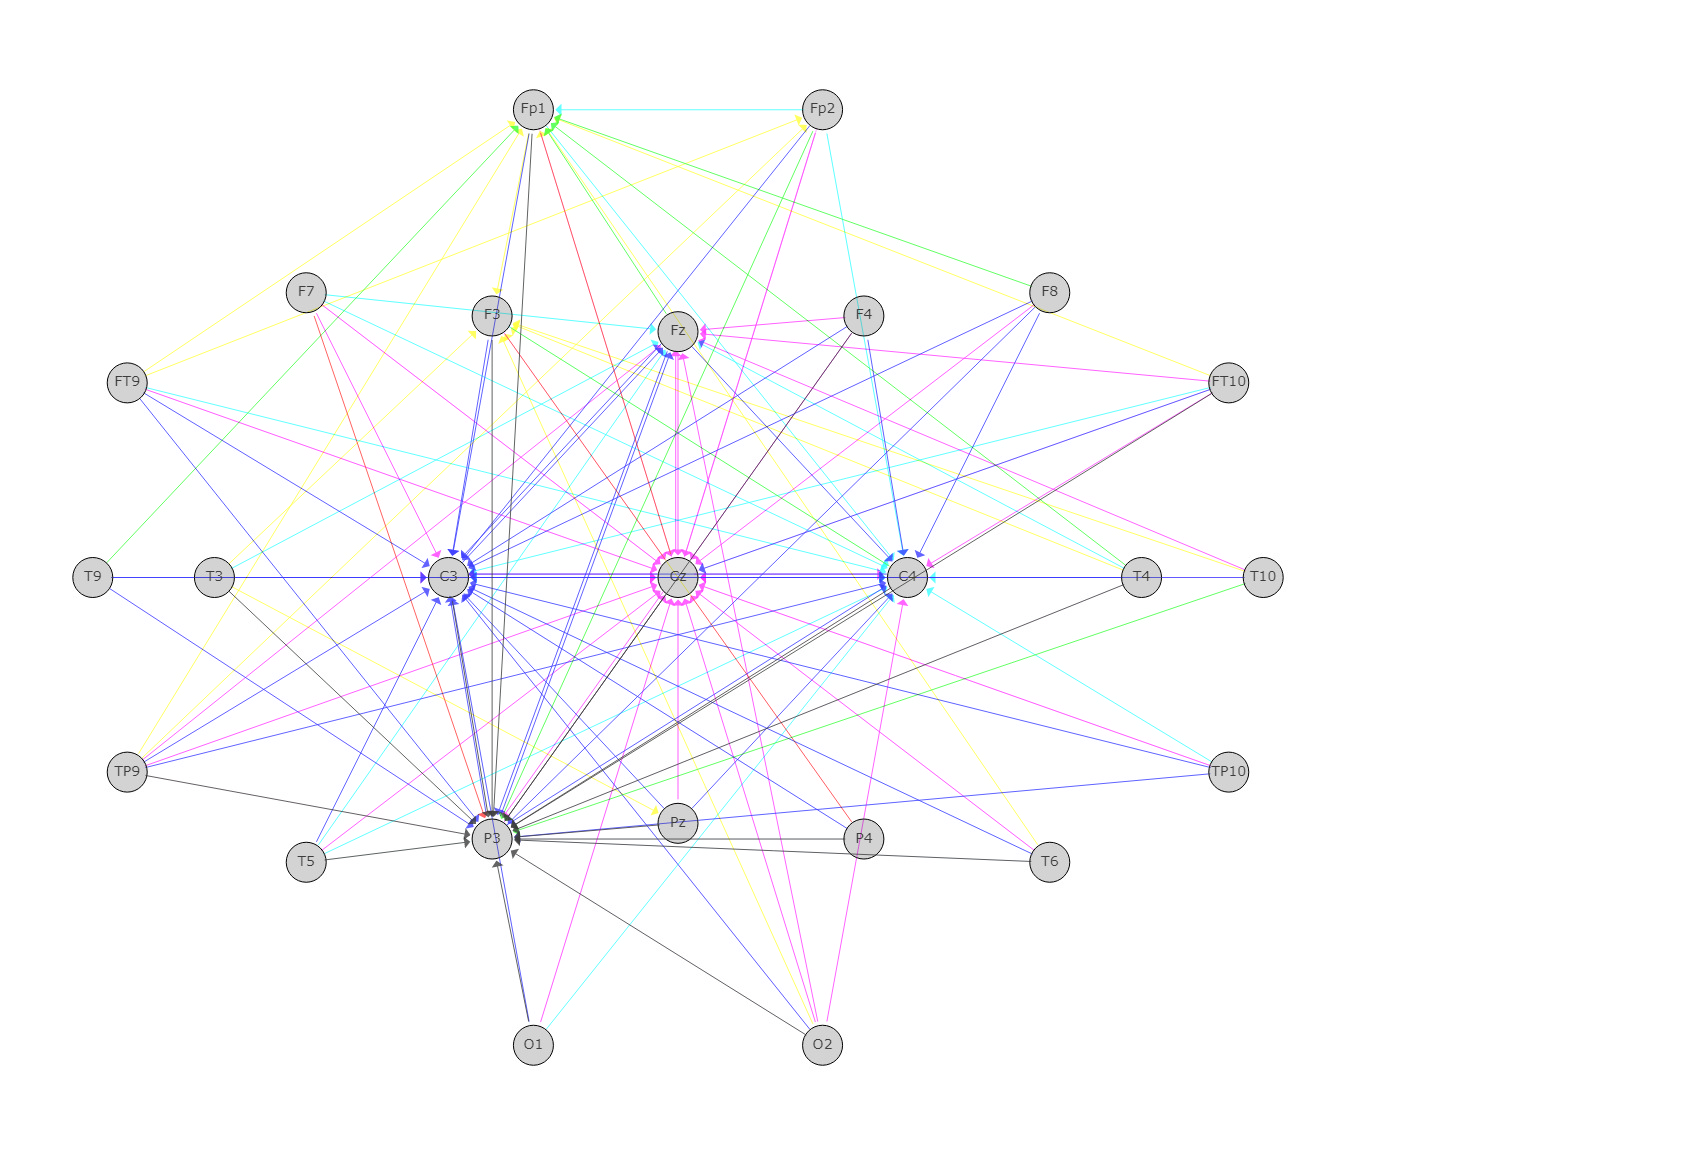 Fp1 Fp2
F7 F3 Fz F4 F8
FT9 FT10
T9 T3 C3 Cz C4 T4 T10
TP9 TP10
T5 P3 Pz P4 T6
O1 O2